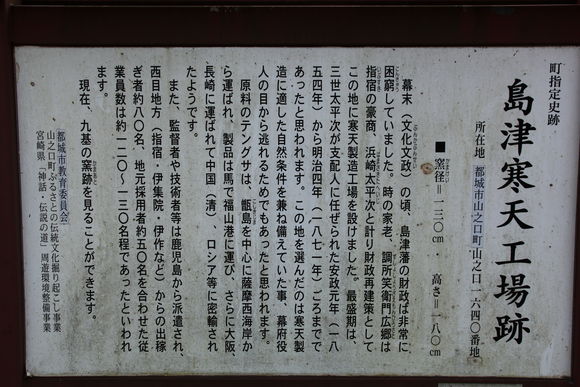 町指定史跡
島津寒天工場跡
所在地 都城市山之口町山之口一六四〇番地
■窯径=一三〇cm ・ 高さ=一八〇cm
幕末(文化文政)の頃、島津藩の財政は非常に
困窮していました。時の家老、調所笑衛門広郷は
指宿の豪商、浜崎太平次と計り財政再建策として
この地に寒天製造工場を設けました。最盛期は、
三世太平次が支配人に任ぜられた安政元年(一八
五四年)から明治四年(一八七一年)ごろまでで
あったと思われます。この地を選んだのは寒天製
造に適した自然条件を兼ね備えていた事、幕府役
人の目から逃れるためでもあったと思われます。
原料のテングサは、甑島を中心に薩摩西海岸か
ら運ばれ、製品は馬で福山港に運び、さらに大阪、
長崎に運ばれて中国(清)、ロシア等に密輸され
たようです。
また、監督者や技術者等は鹿児島から派遣され、
西目地方(指宿・伊集院・伊作など)からの出稼
ぎ者約八〇名、地元採用者約五〇名を合わせた従
業員数は約一二〇~一三〇名程であったといわれ
ます。
現在、九基の窯跡を見ることができます。
都城市教育委員会
山之口町ふるさとの伝統文化掘り起こし事業
宮崎県「神話・伝説の道」周遊環境整備事業